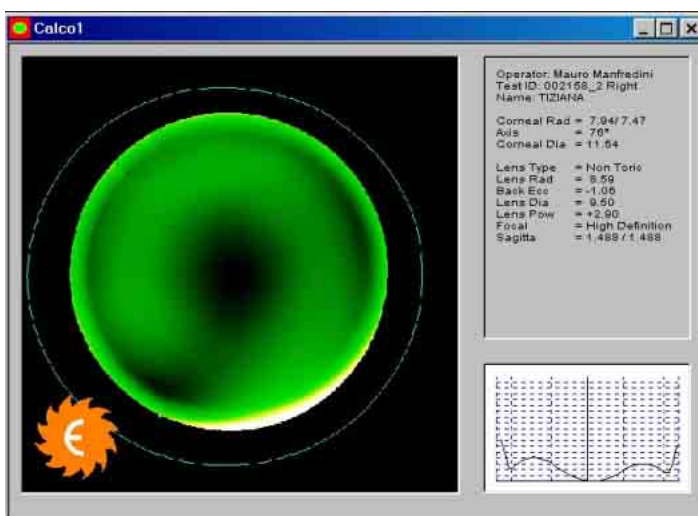 Calco1
Operator: Mauro Manfredini
Test ID: 002158_2 Right
Name: TIZIANA
Corneal Rad = 7.94/ 7.47
Axis = 76°
Corneal Dia = 11.54
Lens Type = Non Toric
Lens Rad = 8.59
Back Ecc = -1.06
Lens Dia = 9.50
Lens Pow = +2.90
Focal = High Definition
Sagitta = 1.488 / 1.488